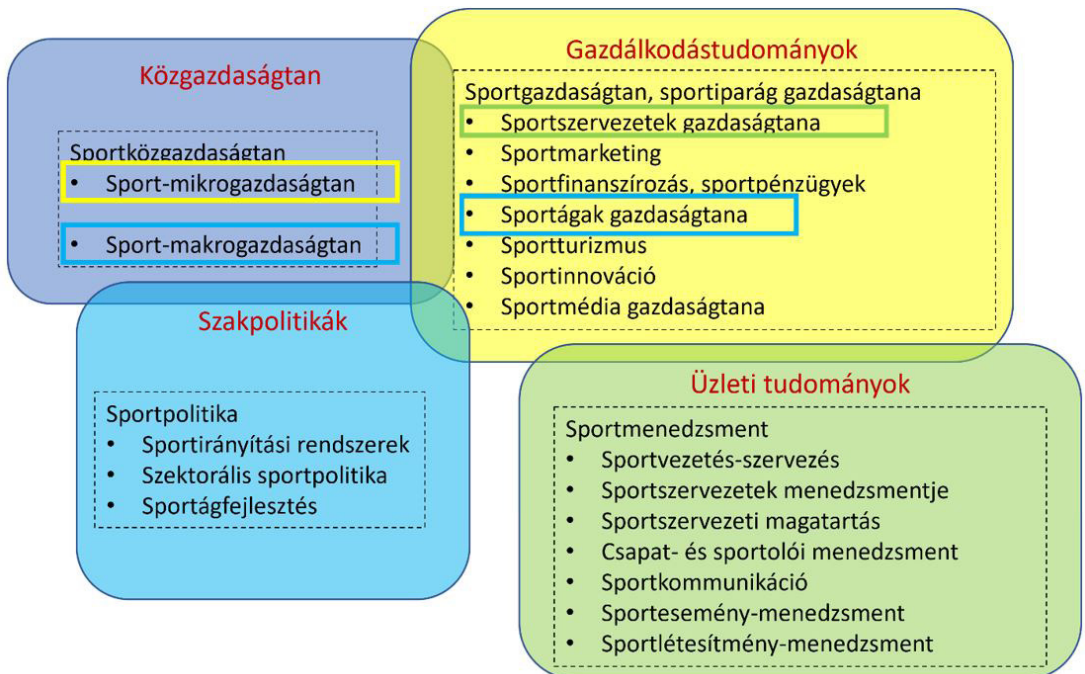 Közgazdaságtan
Sportközgazdaságtan
• Sport-mikrogazdaságtan
• Sport-makrogazdaságtan
Gazdálkodástudományok
Sportgazdaságtan, sportiparág gazdaságtana
• Sportszervezetek gazdaságtana
• Sportmarketing
• Sportfinanszírozás, sportpénzügyek
• Sportágak gazdaságtana
• Sportturizmus
• Sportinnováció
• Sportmédia gazdaságtana
Szakpolitikák
Sportpolitika
• Sportirányítási rendszerek
• Szektorális sportpolitika
• Sportágfejlesztés
Üzleti tudományok
Sportmenedzsment
• Sportvezetés-szervezés
• Sportszervezetek menedzsmentje
• Sportszervezeti magatartás
• Csapat- és sportolói menedzsment
• Sportkommunikáció
• Sportesemény-menedzsment
• Sportlétesítmény-menedzsment